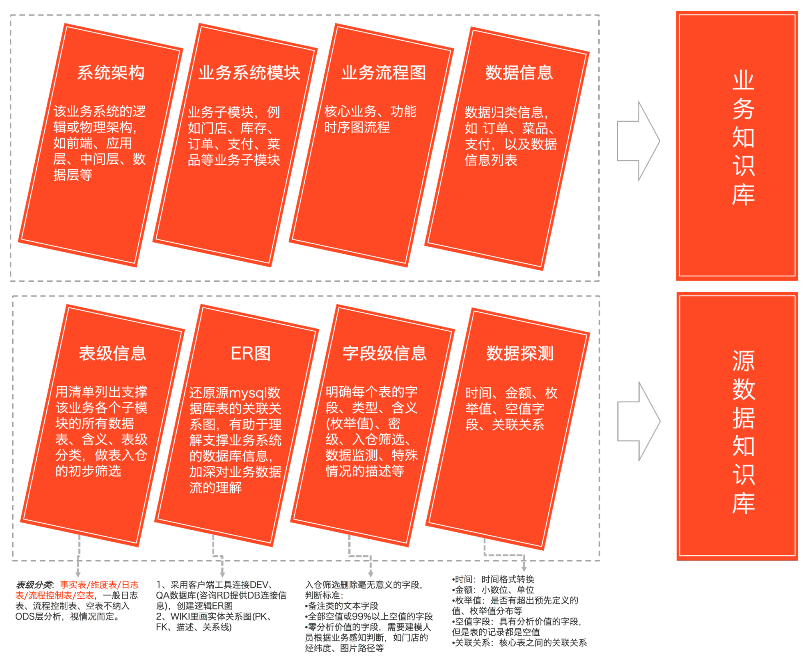 系统架构
该业务系统的逻
辑或物理架构，
如前端、应用
层、中间层、数
据层等
业务系统模块
业务子模块，例
如门店、库存、
订单、支付、菜
品等业务子模块
业务流程图
核心业务、功能
时序图流程
数据信息
数据归类信息，
如 订单、菜品、
支付，以及数据
信息列表
业务知识库
表级信息
用清单列出支撑
该业务各个子模
块的所有数据
表、含义、表级
分类，做表入仓
的初步筛选
ER图
还原源mysql数
据库表的关联关
系图，有助于理
解支撑业务系统
的数据库信息，
加深对业务数据
流的理解
字段级信息
明确每个表的字
段、类型、含义
(枚举值)、密
级、入仓筛选、
数据监测、特殊
情况的描述等
数据探测
时间、金额、枚
举值、空值字
段、关联关系
源数据知识库
表级分类：事实表/维度表/日志
表/流程控制表/空表，一般日志
表、流程控制表、空表不纳入
ODS层分析，视情况而定。
1、采用客户端工具连接DEV、
QA数据库(咨询RD提供DB连接信
息)，创建逻辑ER图
2、WIKI里画实体关系图(PK、
FK、描述、关系线)
入仓筛选删除毫无意义的字段，
判断标准：
•备注类的文本字段
•全部空值或99%以上空值的字段
•零分析价值的字段，需要建模人
员根据业务感知判断，如门店的
经纬度、图片路径等
•时间：时间格式转换
•金额：小数位、单位
•枚举值：是否有超出预先定义的
值、枚举值分布等
•空值字段：具有分析价值的字段，
但是表的记录都是空值
•关联关系：核心表之间的关联关系